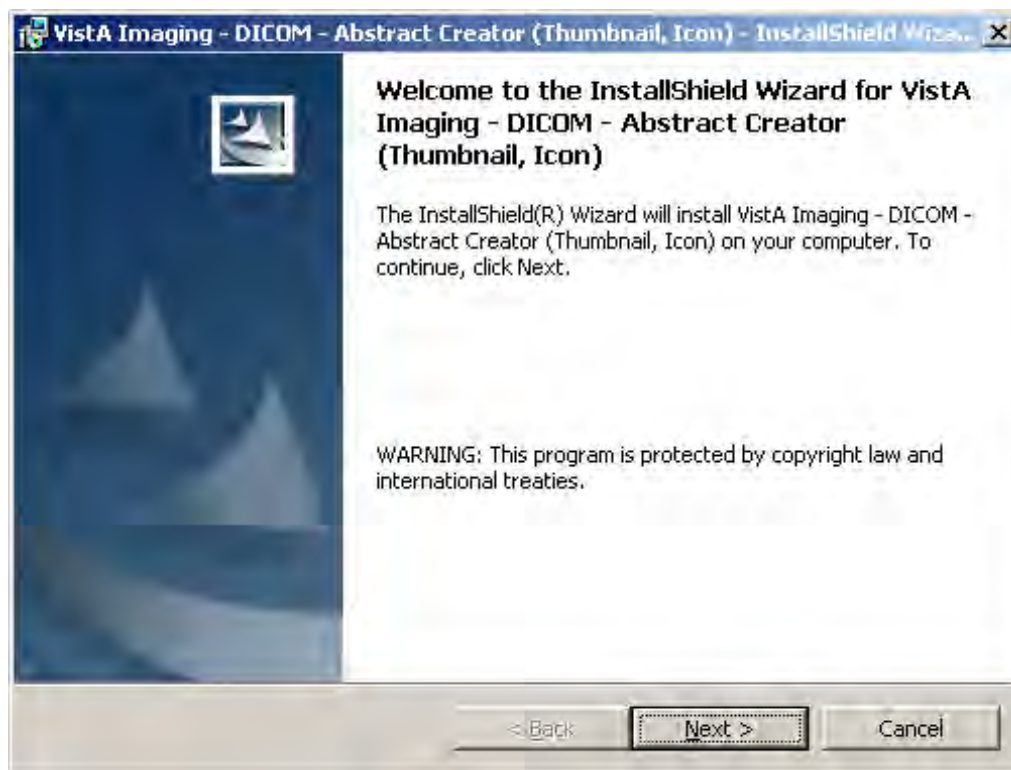 VistA Imaging - DICOM - Abstract Creator (Thumbnail, Icon) - InstallShield Wiza...
Welcome to the InstallShield Wizard for VistA
Imaging - DICOM - Abstract Creator
(Thumbnail, Icon)
The InstallShield(R) Wizard will install VistA Imaging - DICOM -
Abstract Creator (Thumbnail, Icon) on your computer. To
continue, click Next.
WARNING: This program is protected by copyright law and
international treaties.
< Back Next > Cancel